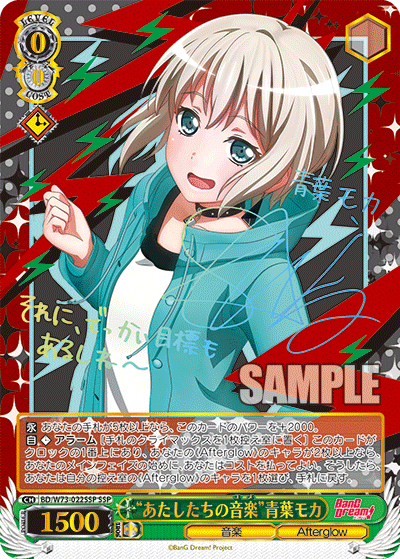 LEVEL
0
0
COST
青葉モカ
それに、でっかい目標も
あるしね〜
SAMPLE
永 あなたの手札が5枚以上なら、このカードのパワーを+2000。
自 アラーム [手札のクライマックスを1枚控え室に置く] このカードが
クロックの1番上にあり、あなたの《Afterglow》のキャラが2枚以上なら、
あなたのメインフェイズの始めに、あなたはコストを払ってよい。そうしたら、
あなたは自分の控え室の《Afterglow》のキャラを1枚選び、手札に戻す。
CH BD/W73-022SSP SSP
1500
"あたしたちの音楽"青葉モカ
BanG Dream!
音楽
Afterglow
©BanG Dream! Project